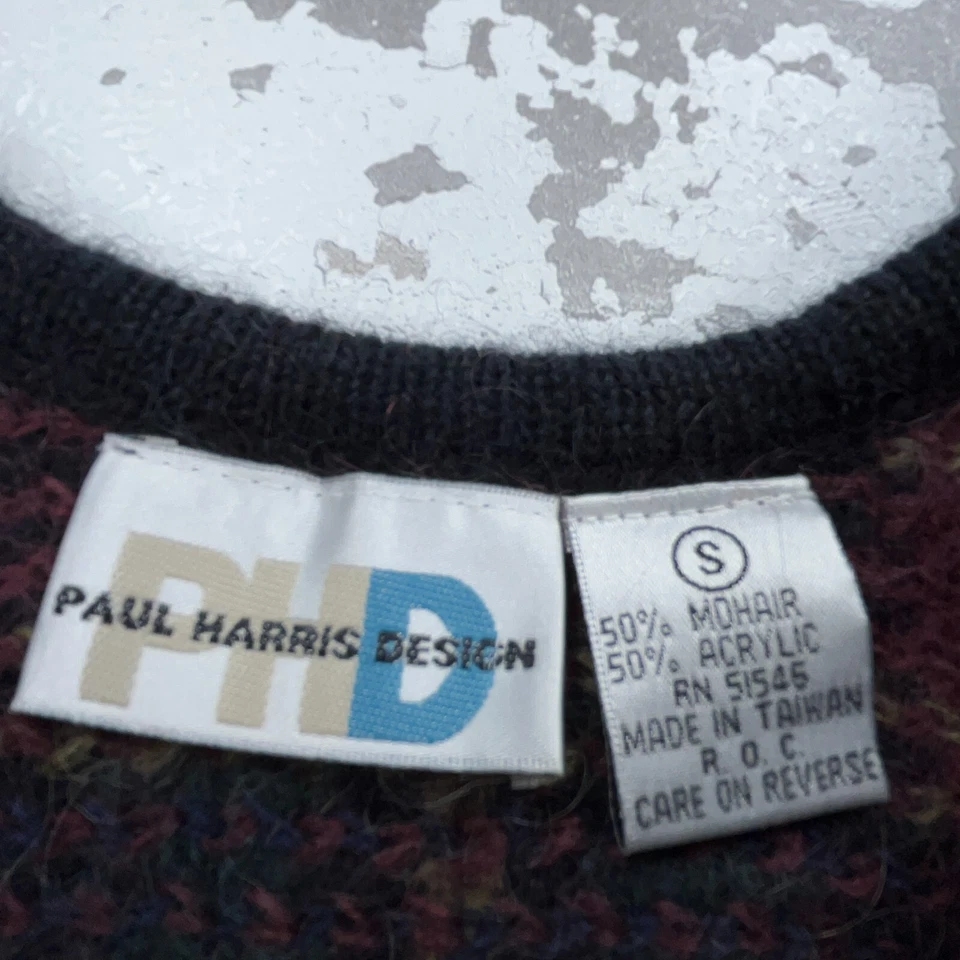 PHD
PAUL HARRIS DESIGN
S
50% MOHAIR
50% ACRYLIC
RN 51545
MADE IN TAIWAN
R. O. C.
CARE ON REVERSE